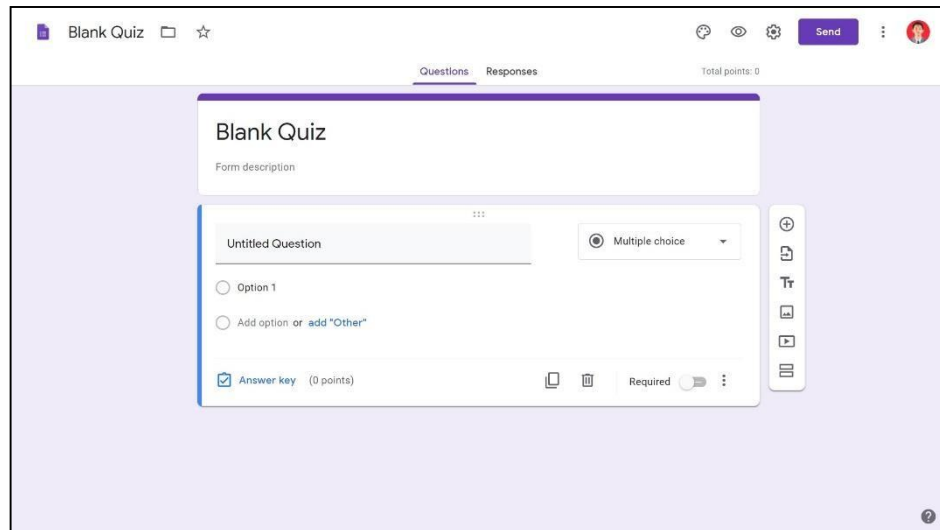 Blank Quiz
Send
Questions Responses
Total points: 0
Blank Quiz
Form description
Untitled Question
Multiple choice
Option 1
Add option or add "Other"
Answer key (0 points)
Required